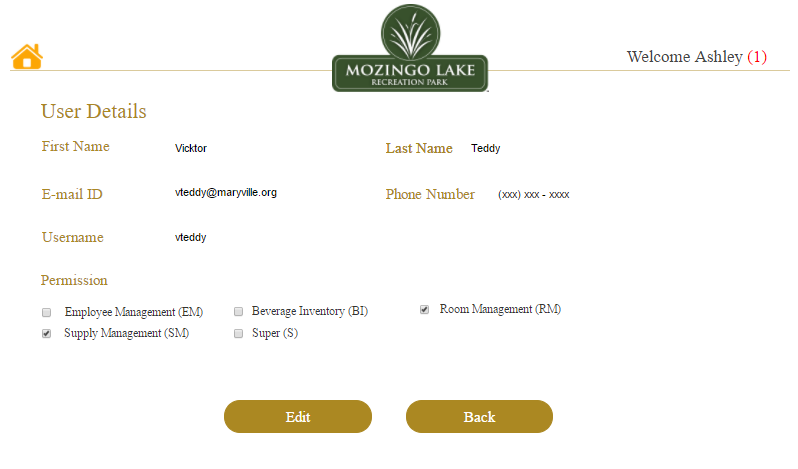 MOZINGO LAKE
RECREATION PARK
Welcome Ashley (1)
User Details
First Name Vicktor Last Name Teddy
E-mail ID vteddy@maryville.org Phone Number (xxx) xxx - xxxx
Username vteddy
Permission
Employee Management (EM) Beverage Inventory (BI) Room Management (RM)
Supply Management (SM) Super (S)
Edit Back